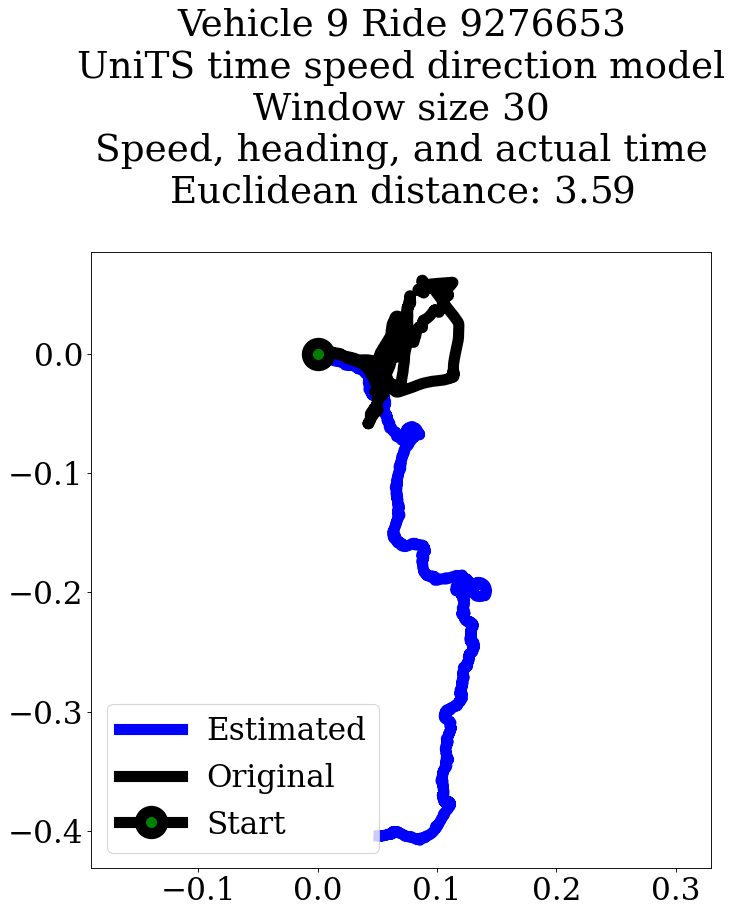 Vehicle 9 Ride 9276653
UniTS time speed direction model
Window size 30
Speed, heading, and actual time
Euclidean distance: 3.59
0.0
−0.1
−0.2
−0.3
−0.4
Estimated
Original
Start
−0.1
0.0
0.1
0.2
0.3